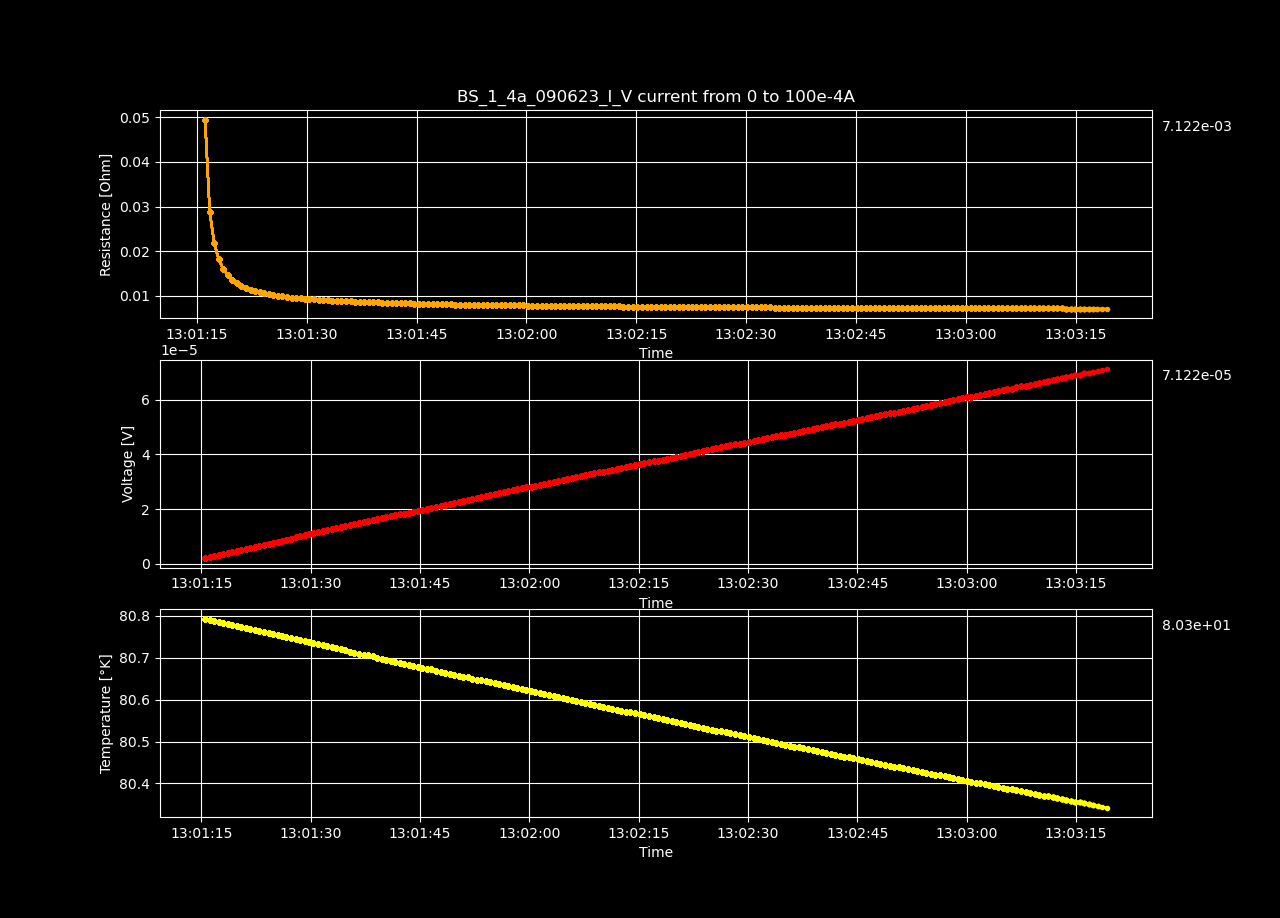 BS_1_4a_090623_I_V current from 0 to 100e-4A
0.05
0.04
0.03
0.02
0.01
Resistance [Ohm]
7.122e-03
13:01:15 13:01:30 13:01:45 13:02:00 13:02:15 13:02:30 13:02:45 13:03:00 13:03:15
Time
1e−5
6
4
2
0
Voltage [V]
7.122e-05
13:01:15 13:01:30 13:01:45 13:02:00 13:02:15 13:02:30 13:02:45 13:03:00 13:03:15
Time
80.8
80.7
80.6
80.5
80.4
Temperature [°K]
8.03e+01
13:01:15 13:01:30 13:01:45 13:02:00 13:02:15 13:02:30 13:02:45 13:03:00 13:03:15
Time